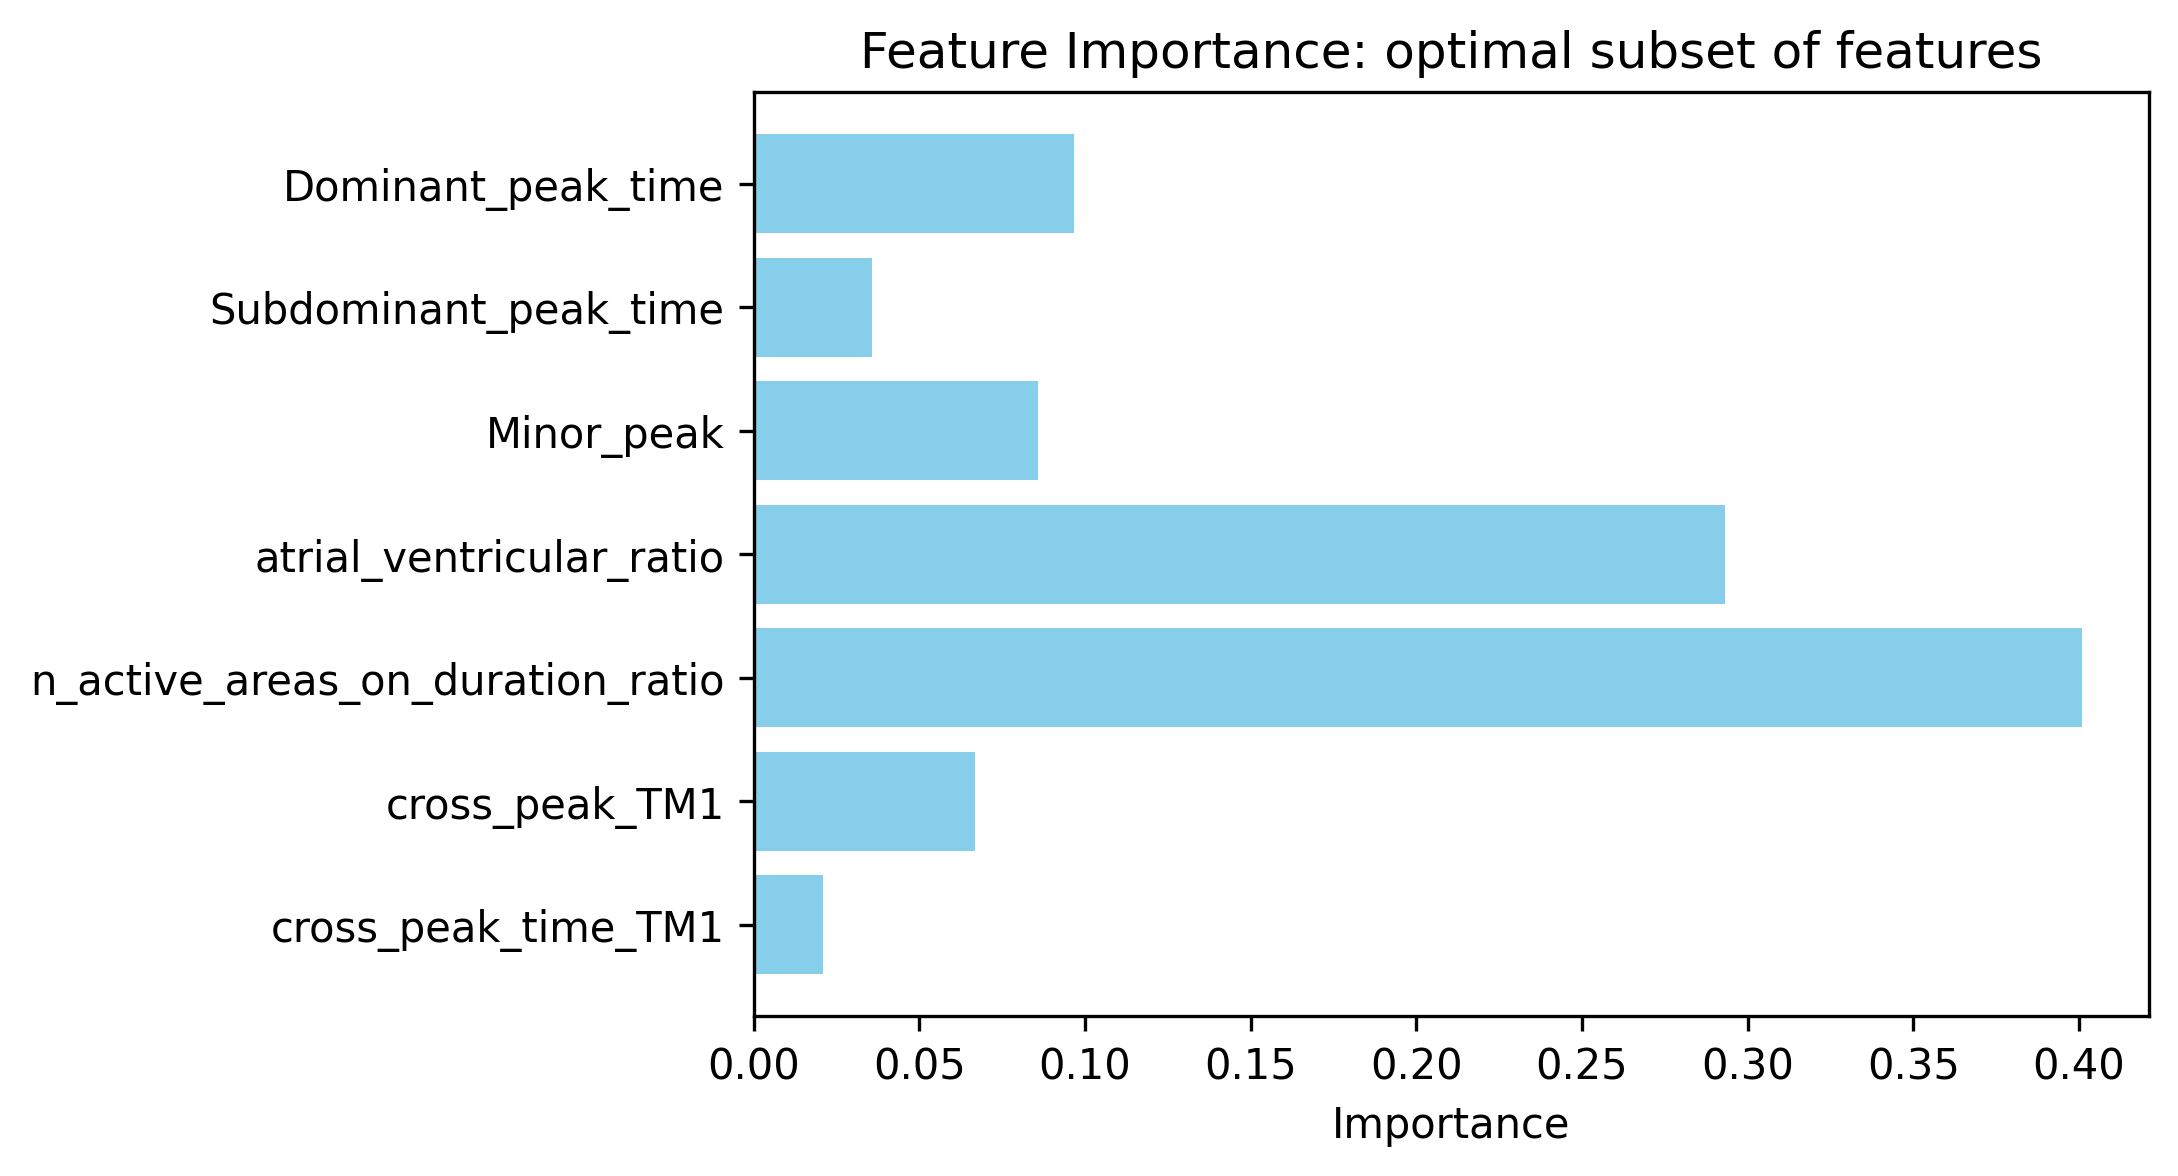 Feature Importance: optimal subset of features
Dominant_peak_time
Subdominant_peak_time
Minor_peak
atrial_ventricular_ratio
n_active_areas_on_duration_ratio
cross_peak_TM1
cross_peak_time_TM1
0.00 0.05 0.10 0.15 0.20 0.25 0.30 0.35 0.40
Importance